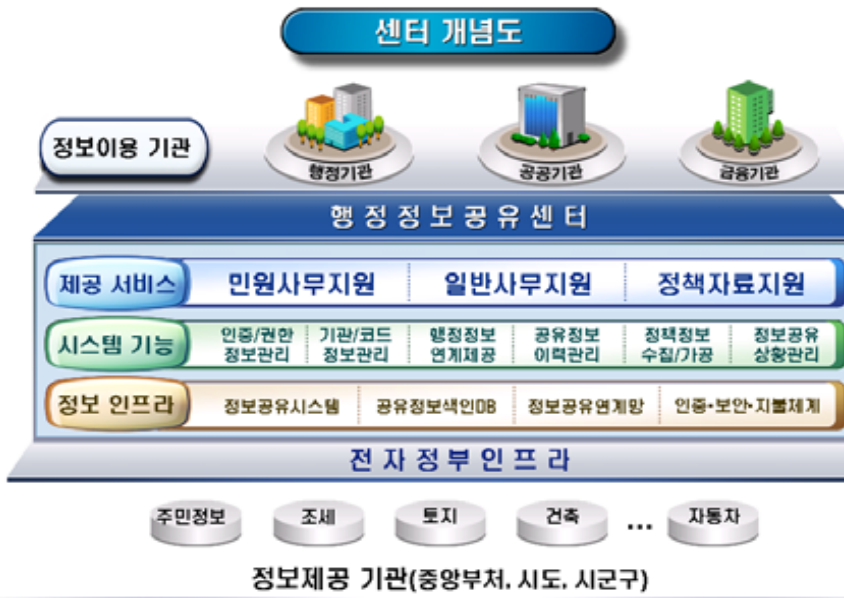 센터 개념도
정보이용 기관
행정기관
공공기관
금융기관
행정정보공유센터
제공 서비스
민원사무지원
일반사무지원
정책자료지원
시스템 기능
인증/권한
정보관리
기관/코드
정보관리
행정정보
연계제공
공유정보
이력관리
정책정보
수집/가공
정보공유
상황관리
정보 인프라
정보공유시스템
공유정보색인DB
정보공유연계망
인증·보안·지불체계
전자정부인프라
주민정보
조세
토지
건축
...
자동차
정보제공 기관(중앙부처, 시도, 시군구)